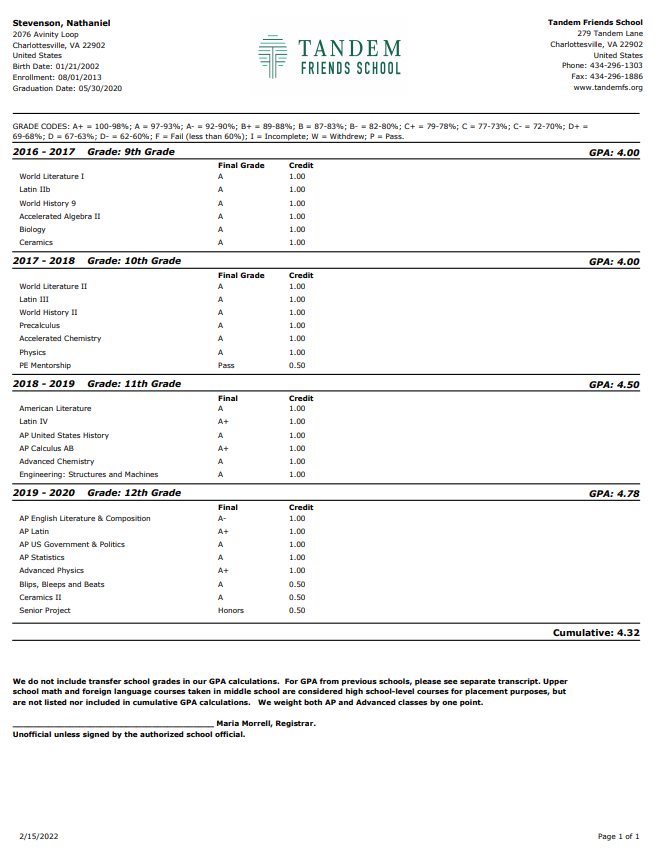 Stevenson, Nathaniel
2076 Avinity Loop
Charlottesville, VA 22902
United States
Birth Date: 01/21/2002
Enrollment: 08/01/2013
Graduation Date: 05/30/2020
TANDEM
FRIENDS SCHOOL
Tandem Friends School
279 Tandem Lane
Charlottesville, VA 22902
United States
Phone: 434-296-1303
Fax: 434-296-1886
www.tandemfs.org
GRADE CODES: A+ = 100-98%; A = 97-93%; A- = 92-90%; B+ = 89-88%; B = 87-83%; B- = 82-80%; C+ = 79-78%; C = 77-73%; C- = 72-70%; D+ =
69-68%; D = 67-63%; D- = 62-60%; F = Fail (less than 60%); I = Incomplete; W = Withdrew; P = Pass.
2016 - 2017 Grade: 9th Grade GPA: 4.00
Final Grade Credit
World Literature I A 1.00
Latin IIb A 1.00
World History 9 A 1.00
Accelerated Algebra II A 1.00
Biology A 1.00
Ceramics A 1.00
2017 - 2018 Grade: 10th Grade GPA: 4.00
Final Grade Credit
World Literature II A 1.00
Latin III A 1.00
World History II A 1.00
Precalculus A 1.00
Accelerated Chemistry A 1.00
Physics A 1.00
PE Mentorship Pass 0.50
2018 - 2019 Grade: 11th Grade GPA: 4.50
Final Credit
American Literature A 1.00
Latin IV A+ 1.00
AP United States History A 1.00
AP Calculus AB A+ 1.00
Advanced Chemistry A 1.00
Engineering: Structures and Machines A 1.00
2019 - 2020 Grade: 12th Grade GPA: 4.78
Final Credit
AP English Literature & Composition A- 1.00
AP Latin A+ 1.00
AP US Government & Politics A 1.00
AP Statistics A 1.00
Advanced Physics A+ 1.00
Blips, Bleeps and Beats A 0.50
Ceramics II A 0.50
Senior Project Honors 0.50
Cumulative: 4.32
We do not include transfer school grades in our GPA calculations. For GPA from previous schools, please see separate transcript. Upper
school math and foreign language courses taken in middle school are considered high school-level courses for placement purposes, but
are not listed nor included in cumulative GPA calculations. We weight both AP and Advanced classes by one point.
Maria Morrell, Registrar.
Unofficial unless signed by the authorized school official.
2/15/2022 Page 1 of 1